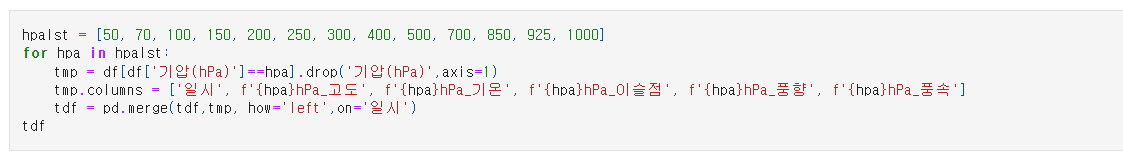 hpalst = [50, 70, 100, 150, 200, 250, 300, 400, 500, 700, 850, 925, 1000]
for hpa in hpalst:
    tmp = df[df['기압(hPa)']==hpa].drop('기압(hPa)',axis=1)
    tmp.columns = ['일시', f'{hpa}hPa_고도', f'{hpa}hPa_기온', f'{hpa}hPa_이슬점', f'{hpa}hPa_풍향', f'{hpa}hPa_풍속']
    tdf = pd.merge(tdf,tmp, how='left',on='일시')
tdf